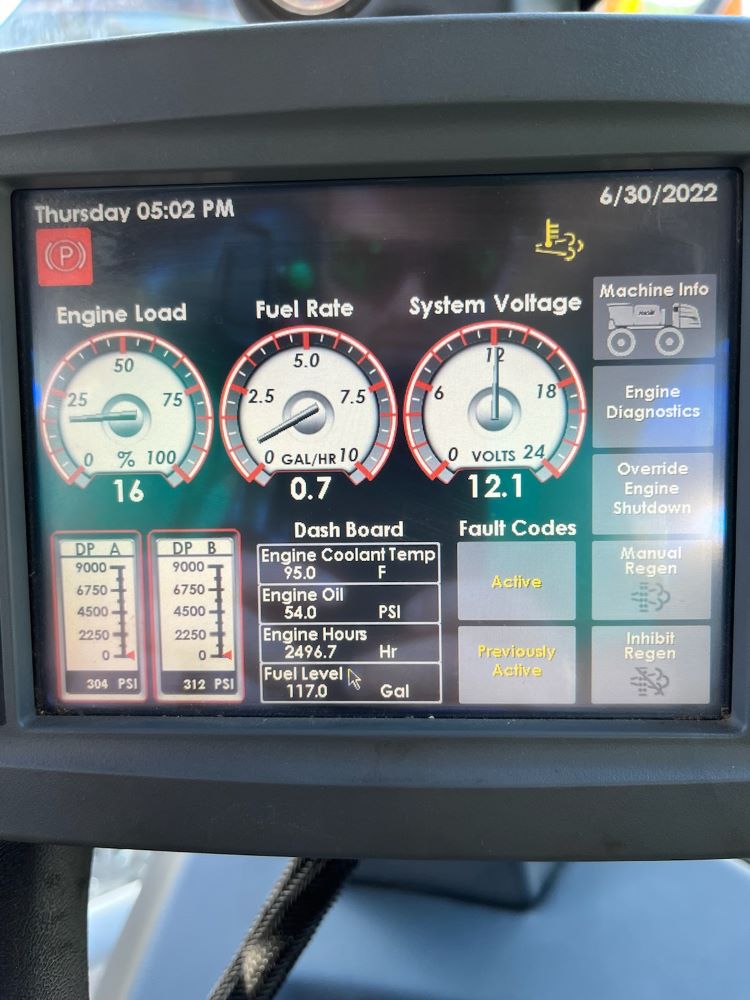 Thursday 05:02 PM
6/30/2022
P
Machine Info
Engine Load
Fuel Rate
System Voltage
50
25
75
0 % 100
16
5.0
2.5
7.5
0 GAL/HR 10
0.7
12
6
18
0 VOLTS 24
12.1
Engine
Diagnostics
Override
Engine
Shutdown
Manual
Regen
Inhibit
Regen
DP A
9000
6750
4500
2250
0
304 PSI
DP B
9000
6750
4500
2250
0
312 PSI
Dash Board
Engine Coolant Temp
95.0 F
Engine Oil
54.0 PSI
Engine Hours
2496.7 Hr
Fuel Level
117.0 Gal
Fault Codes
Active
Previously
Active